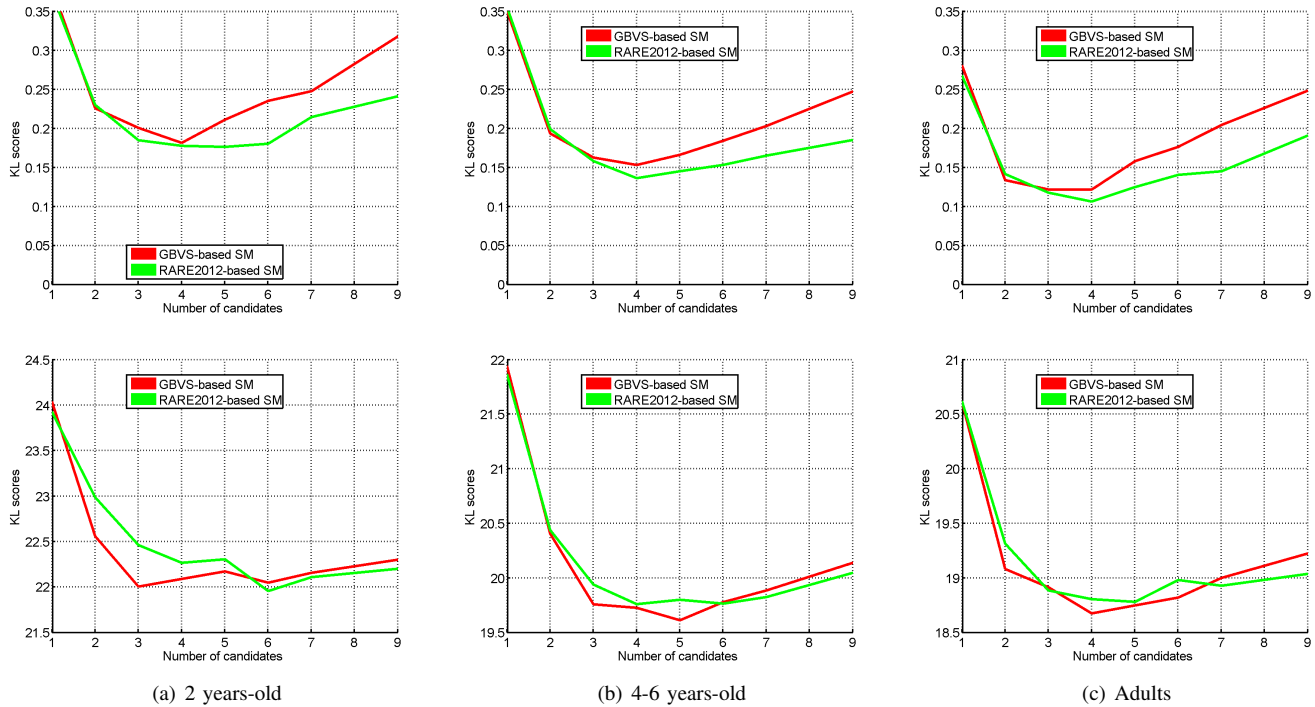 0.35
0.3
0.25
0.2
0.15
0.1
0.05
0
KL scores
GBVS-based SM
RARE2012-based SM
1 2 3 4 5 6 7 8 9
Number of candidates
0.35
0.3
0.25
0.2
0.15
0.1
0.05
0
KL scores
GBVS-based SM
RARE2012-based SM
1 2 3 4 5 6 7 8 9
Number of candidates
0.35
0.3
0.25
0.2
0.15
0.1
0.05
0
KL scores
GBVS-based SM
RARE2012-based SM
1 2 3 4 5 6 7 8 9
Number of candidates
24.5
24
23.5
23
22.5
22
21.5
KL scores
GBVS-based SM
RARE2012-based SM
1 2 3 4 5 6 7 8 9
Number of candidates
(a) 2 years-old
22
21.5
21
20.5
20
19.5
KL scores
GBVS-based SM
RARE2012-based SM
1 2 3 4 5 6 7 8 9
Number of candidates
(b) 4-6 years-old
21
20.5
20
19.5
19
18.5
KL scores
GBVS-based SM
RARE2012-based SM
1 2 3 4 5 6 7 8 9
Number of candidates
(c) Adults